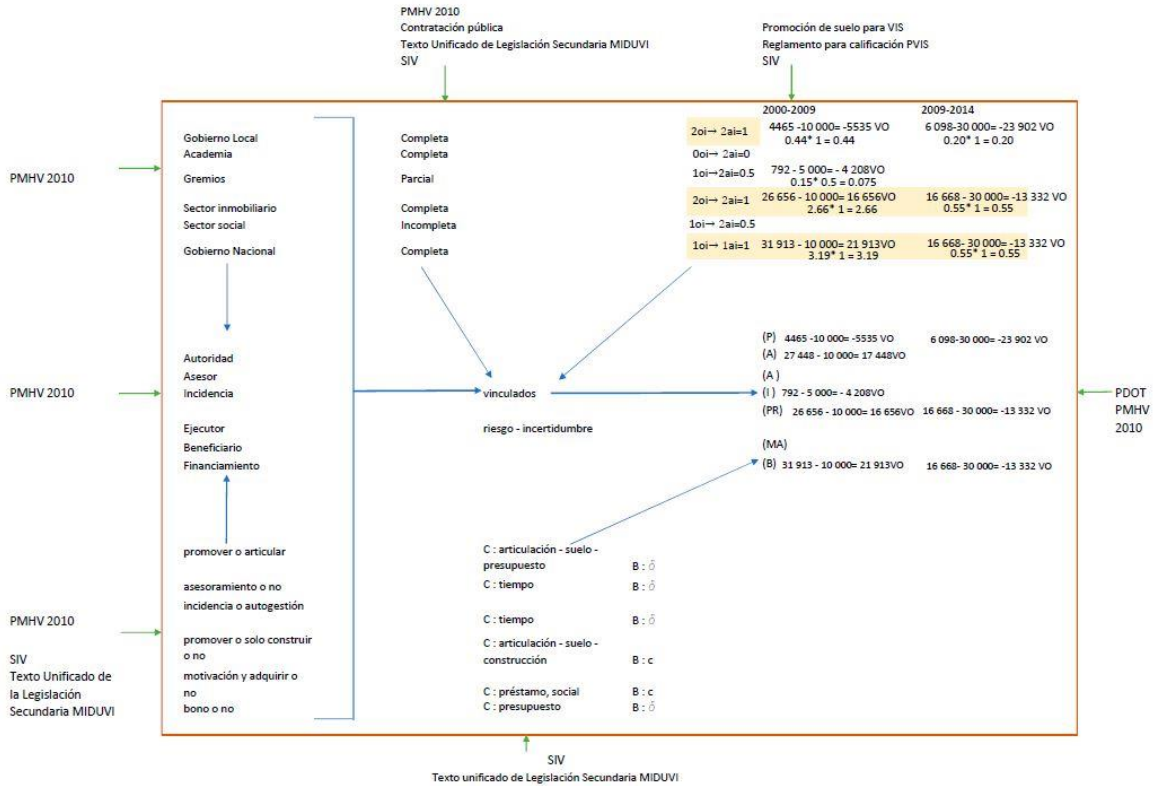 PMHV 2010
Contratación pública
Texto Unificado de Legislación Secundaria MIDUVI
SIV
Promoción de suelo para VIS
Reglamento para calificación PVIS
SIV
2000-2009 2009-2014
Gobierno Local Completa 2oi→ 2ai=1 4465 -10 000= -5535 VO 6 098-30 000= -23 902 VO
0.44* 1 = 0.44 0.20* 1 = 0.20
Academia Completa 0oi→ 2ai=0
PMHV 2010
Gremios Parcial 1oi→2ai=0.5 792 - 5 000= - 4 208VO
0.15* 0.5 = 0.075
Sector inmobiliario Completa 2oi→ 2ai=1 26 656 - 10 000= 16 656VO 16 668 - 30 000= -13 332 VO
2.66* 1 = 2.66 0.55* 1 = 0.55
Sector social Incompleta 1oi→ 2ai=0.5
Gobierno Nacional Completa 1oi→ 1ai=1 31 913 - 10 000= 21 913VO 16 668- 30 000= -13 332 VO
3.19* 1 = 3.19 0.55* 1 = 0.55
(P) 4465 -10 000= -5535 VO 6 098-30 000= -23 902 VO
Autoridad (A) 27 448 - 10 000= 17 448VO
Asesor (A )
PMHV 2010
Incidencia vinculados (I ) 792 - 5 000= - 4 208VO
(PR) 26 656 - 10 000= 16 656VO 16 668 - 30 000= -13 332 VO
PDOT
PMHV
2010
Ejecutor riesgo - incertidumbre
Beneficiario (MA)
Financiamiento (B) 31 913 - 10 000= 21 913VO 16 668- 30 000= -13 332 VO
promover o articular C : articulación - suelo -
presupuesto B : ō
asesoramiento o no C : tiempo B : ō
incidencia o autogestión
PMHV 2010
C : tiempo B : ō
promover o solo construir
o no
C : articulación - suelo -
construcción B : c
SIV
Texto Unificado de
la Legislación
Secundaria MIDUVI
motivación y adquirir o
no C : préstamo, social B : c
bono o no C : presupuesto B : ō
SIV
Texto unificado de Legislación Secundaria MIDUVI